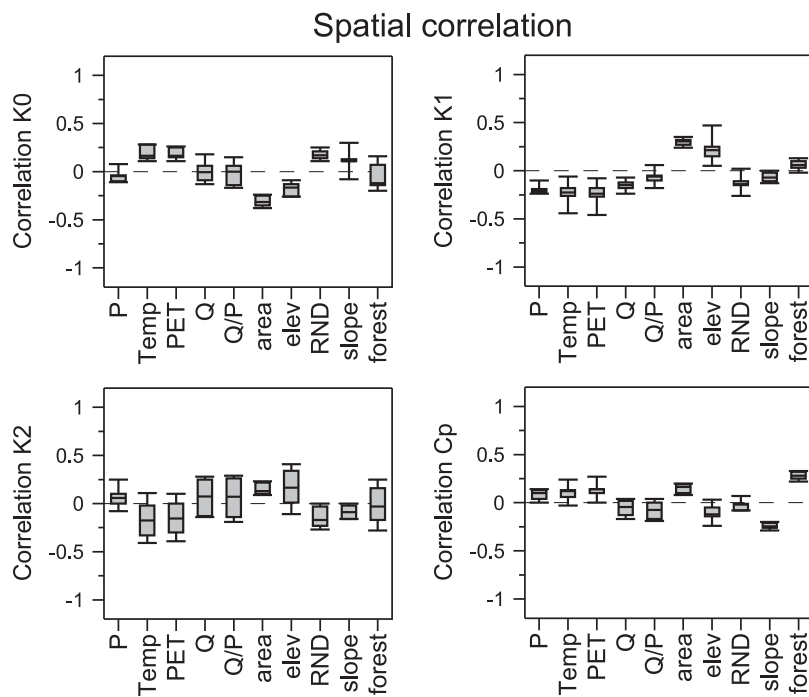 Spatial correlation
Correlation K0
1
0.5
0
-0.5
-1
P
Temp
PET
Q
Q/P
area
elev
RND
slope
forest
Correlation K1
1
0.5
0
-0.5
-1
P
Temp
PET
Q
Q/P
area
elev
RND
slope
forest
Correlation K2
1
0.5
0
-0.5
-1
P
Temp
PET
Q
Q/P
area
elev
RND
slope
forest
Correlation Cp
1
0.5
0
-0.5
-1
P
Temp
PET
Q
Q/P
area
elev
RND
slope
forest